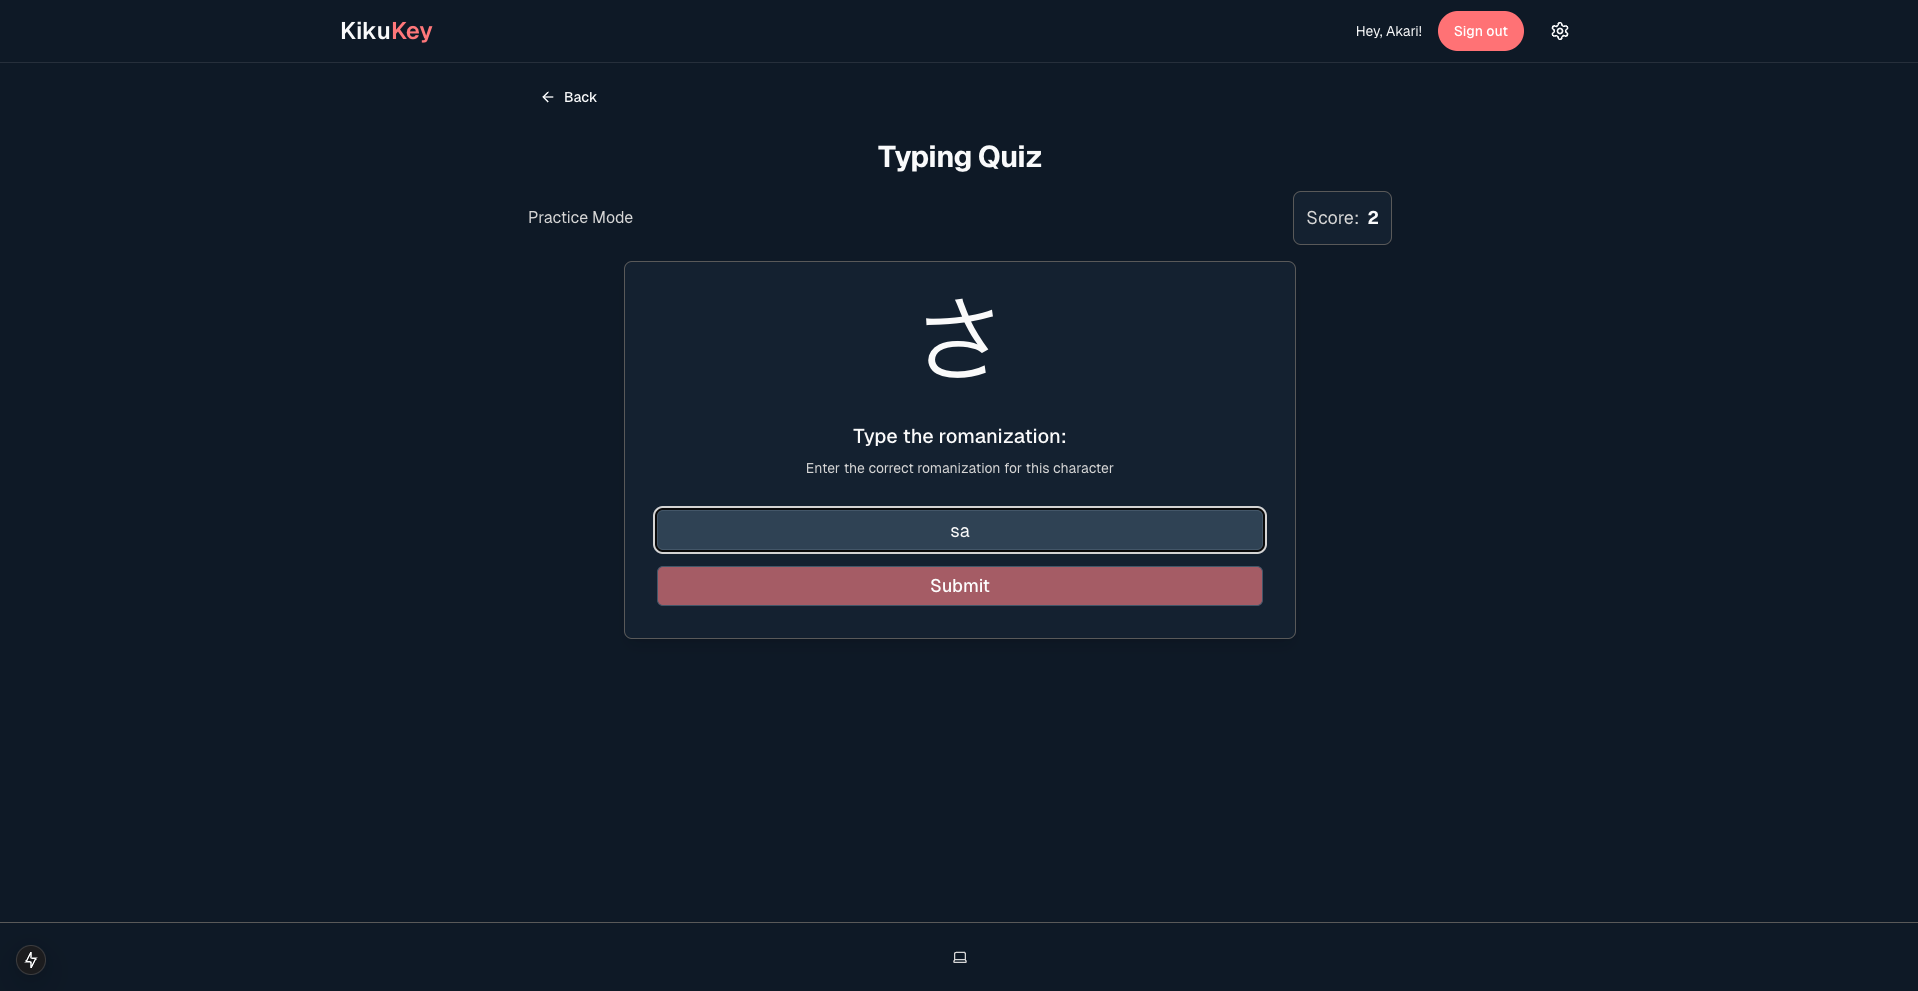 KikuKey
Hey, Akari!
Sign out
Back
Typing Quiz
Practice Mode
Score: 2
さ
Type the romanization:
Enter the correct romanization for this character
sa
Submit